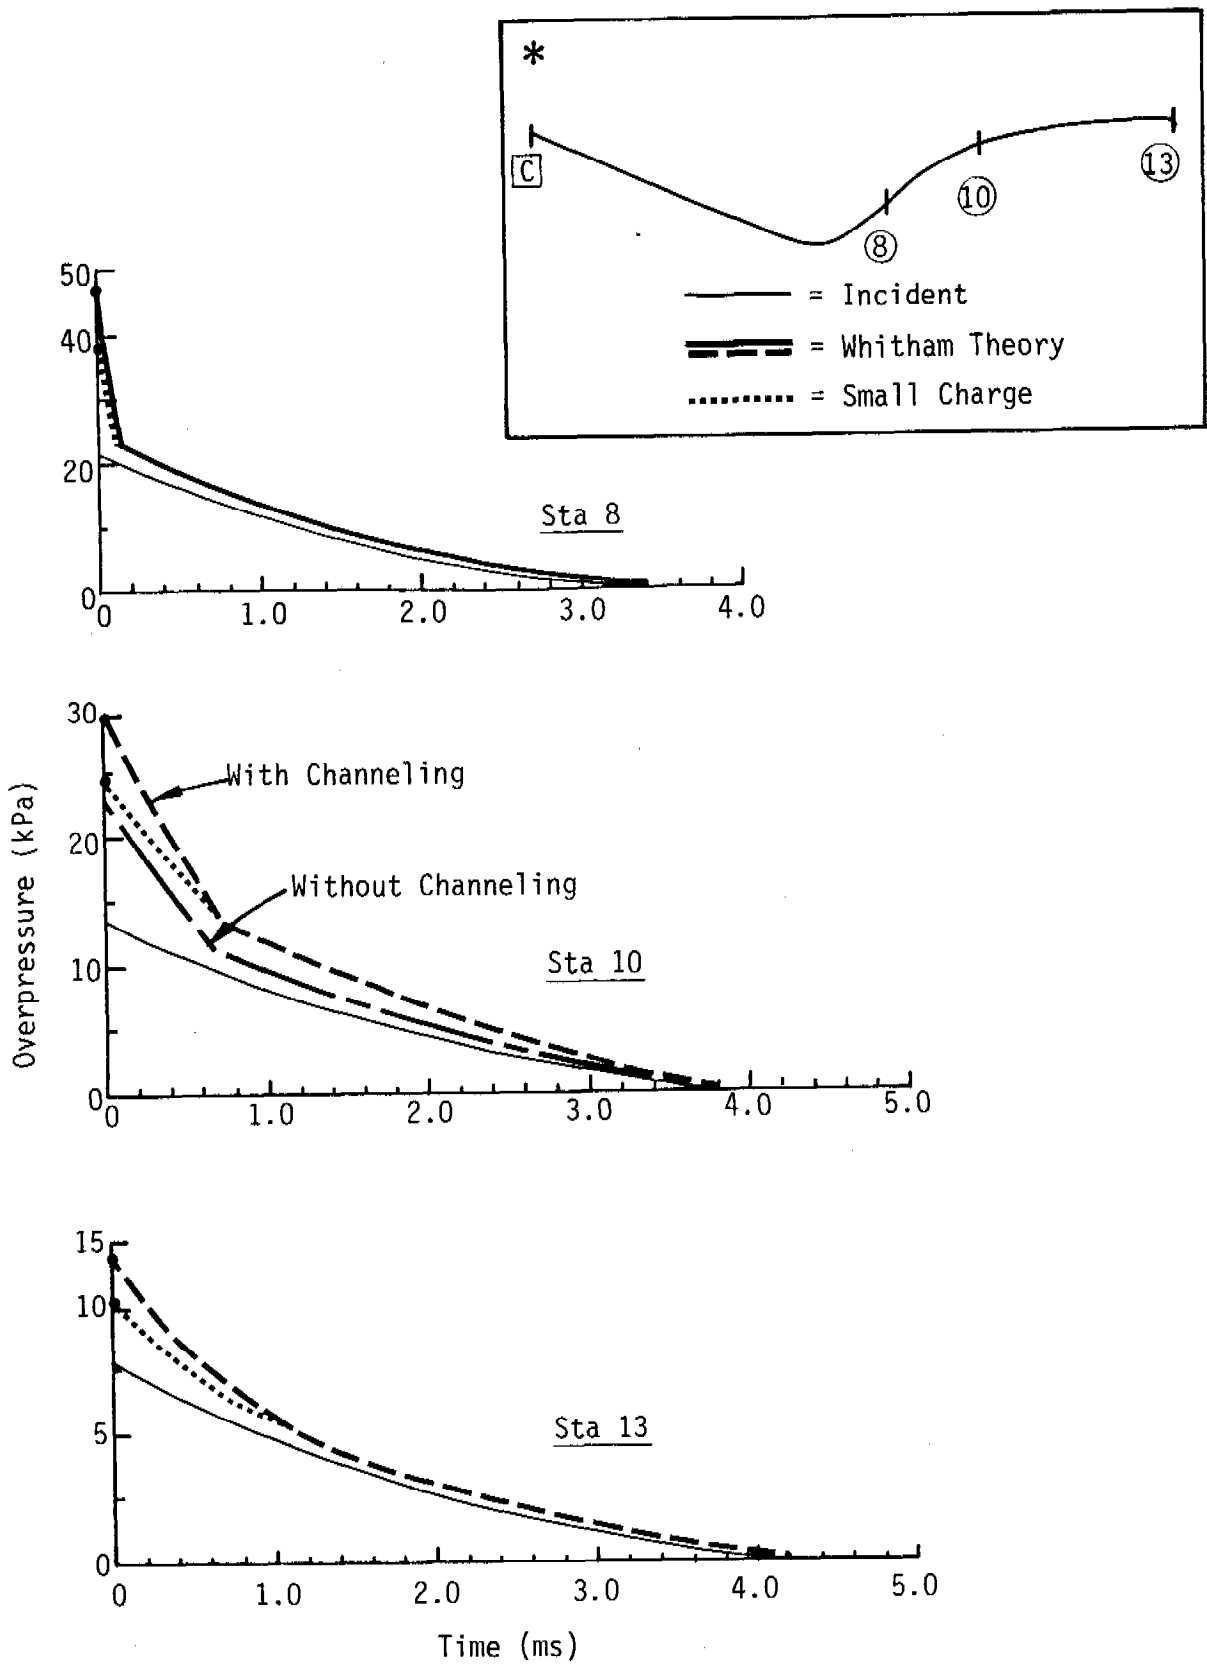 *
C
8
10
13
= Incident
= Whitham Theory
= Small Charge
50
40
20
0
Sta 8
0 1.0 2.0 3.0 4.0
Overpressure (kPa)
30
20
10
0
With Channeling
Without Channeling
Sta 10
0 1.0 2.0 3.0 4.0 5.0
15
10
5
0
Sta 13
0 1.0 2.0 3.0 4.0 5.0
Time (ms)